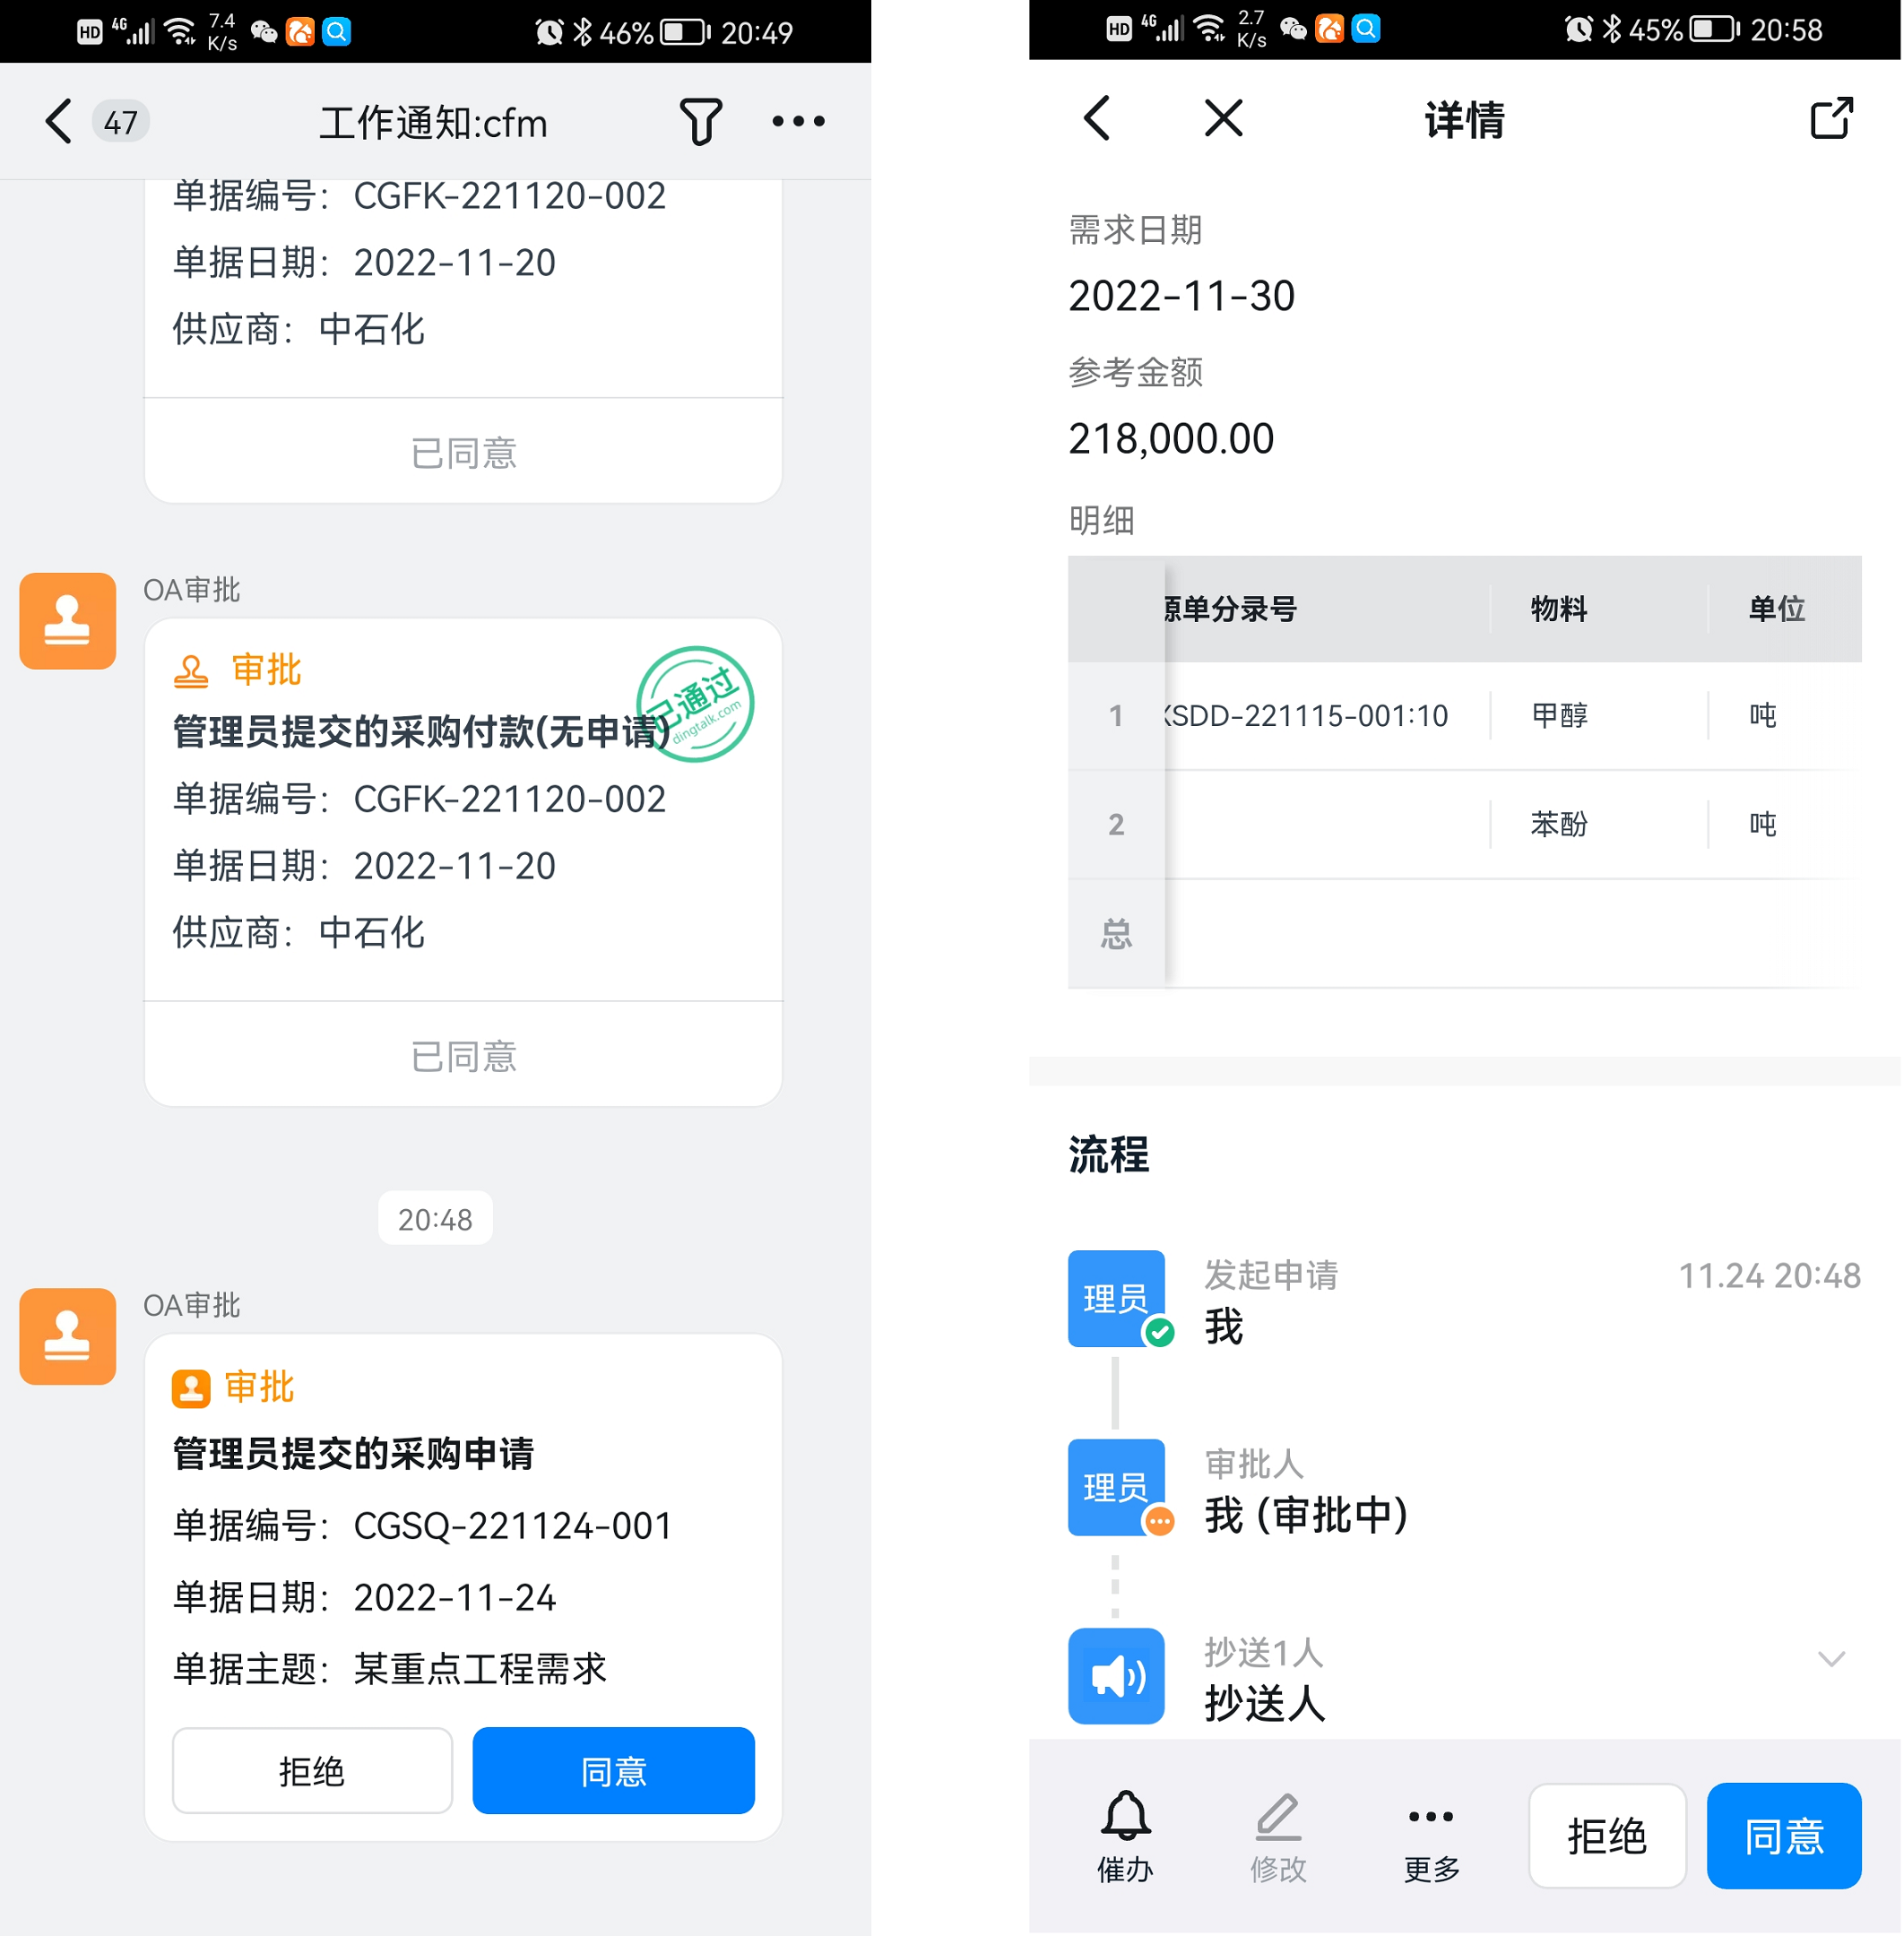 HD 4G 7.4 K/s 46% 20:49
47
工作通知:cfm
单据编号： CGFK-221120-002
单据日期： 2022-11-20
供应商： 中石化
已同意
OA审批
审批
已通过
dingtalk.com
管理员提交的采购付款(无申请)
单据编号： CGFK-221120-002
单据日期： 2022-11-20
供应商： 中石化
已同意
20:48
OA审批
审批
管理员提交的采购申请
单据编号： CGSQ-221124-001
单据日期： 2022-11-24
单据主题： 某重点工程需求
拒绝 同意
HD 4G 2.7 K/s 45% 20:58
详情
需求日期
2022-11-30
参考金额
218,000.00
明细
源单分录号 物料 单位
1 KSDD-221115-001:10 甲醇 吨
2 苯酚 吨
总
流程
理员
发起申请 11.24 20:48
我
理员
审批人
我 (审批中)
抄送1人
抄送人
催办 修改 更多 拒绝 同意